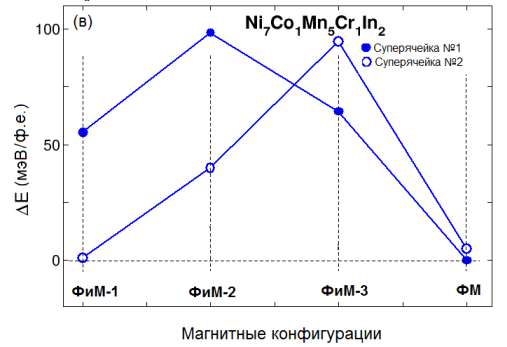 (в)
Ni7Co1Mn5Cr1In2
Суперячейка №1
Суперячейка №2
100
50
0
ΔE (мэВ/ф.е.)
ФиМ-1 ФиМ-2 ФиМ-3 ФМ
Магнитные конфигурации